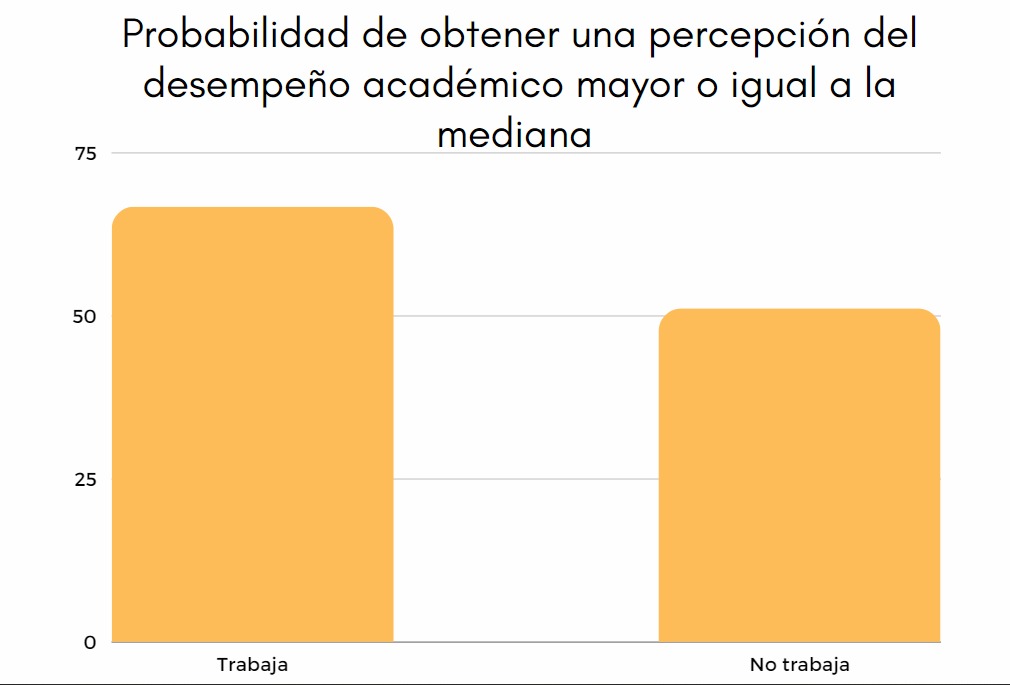 Probabilidad de obtener una percepción del
desempeño académico mayor o igual a la
mediana
75
50
25
0
Trabaja
No trabaja